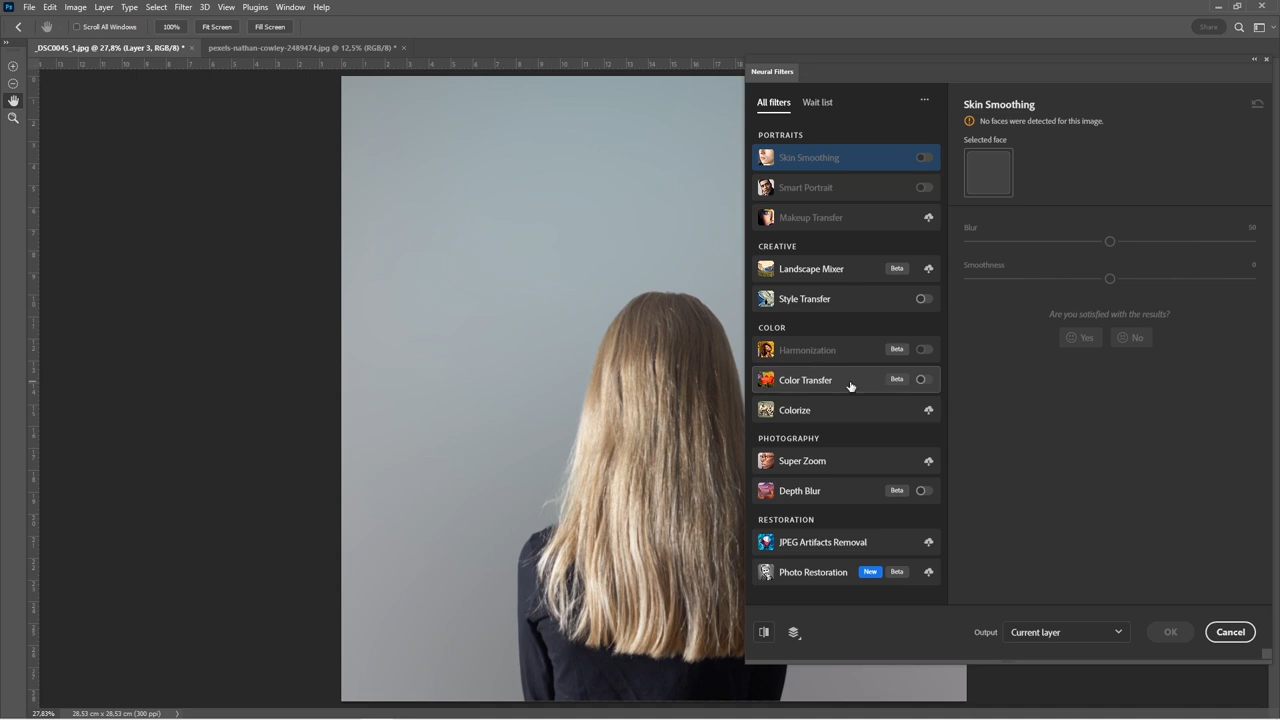 Ps File Edit Image Layer Type Select Filter 3D View Plugins Window Help
Scroll All Windows 100% Fit Screen Fill Screen Share
_DSC0045_1.jpg @ 27,8% (Layer 3, RGB/8) * × pexels-nathan-cowley-2489474.jpg @ 12,5% (RGB/8) * ×
Neural Filters
All filters Wait list
PORTRAITS
Skin Smoothing
Smart Portrait
Makeup Transfer
CREATIVE
Landscape Mixer Beta
Style Transfer
COLOR
Harmonization Beta
Color Transfer Beta
Colorize
PHOTOGRAPHY
Super Zoom
Depth Blur Beta
RESTORATION
JPEG Artifacts Removal
Photo Restoration New Beta
Skin Smoothing
No faces were detected for this image.
Selected face
Blur 50
Smoothness 0
Are you satisfied with the results?
Yes No
Output Current layer OK Cancel
27,83% 28,53 cm x 28,53 cm (300 ppi)